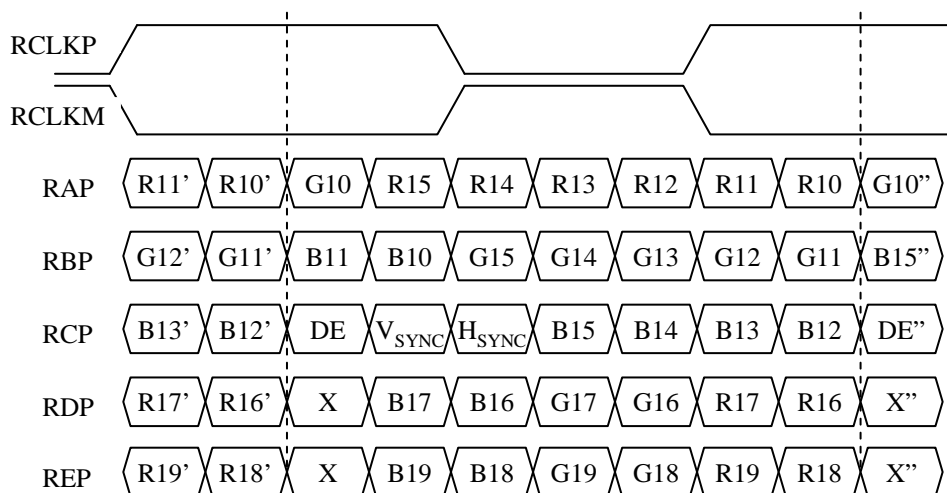 RCLKP
RCLKM
RAP R11’ R10’ G10 R15 R14 R13 R12 R11 R10 G10”
RBP G12’ G11’ B11 B10 G15 G14 G13 G12 G11 B15”
RCP B13’ B12’ DE VSYNC HSYNC B15 B14 B13 B12 DE”
RDP R17’ R16’ X B17 B16 G17 G16 R17 R16 X”
REP R19’ R18’ X B19 B18 G19 G18 R19 R18 X”